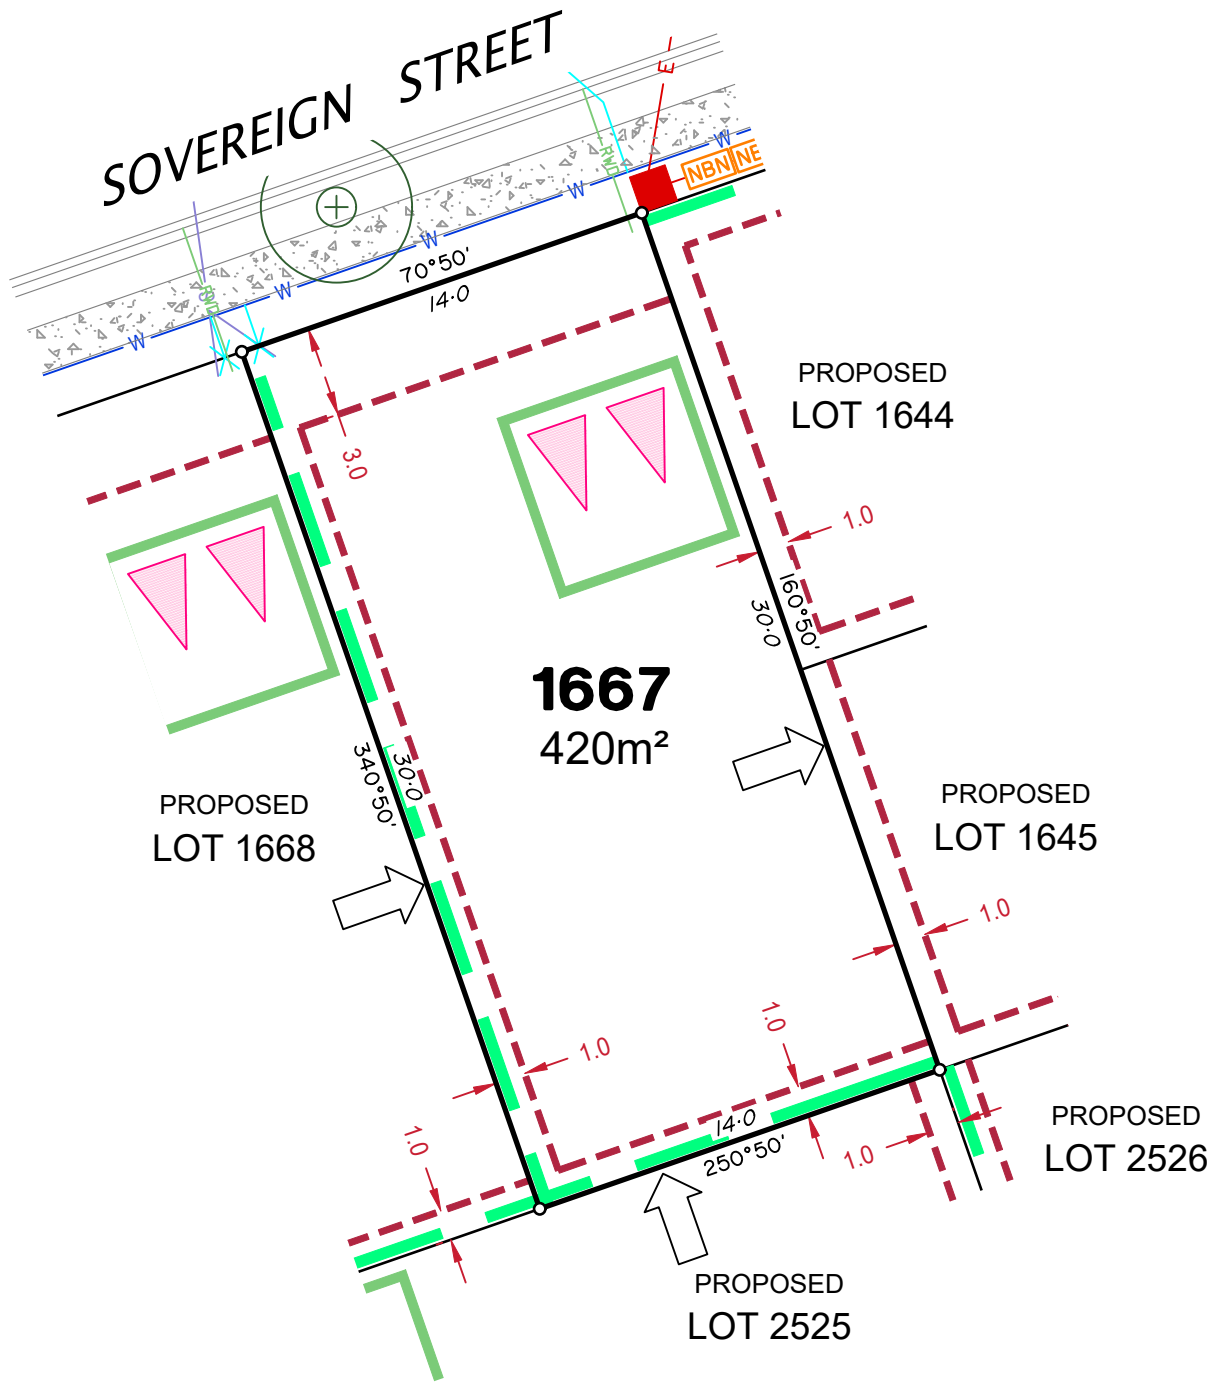 SOVEREIGN STREET
E
W
W
W
W
W
NBN
RWD
70°50'
14·0
3.0
PROPOSED
LOT 1644
1.0
160°50'
30·0
1667
420m²
340°50'
30·0
PROPOSED
LOT 1668
PROPOSED
LOT 1645
1.0
1.0
1.0
1.0
1.0
14·0
250°50'
PROPOSED
LOT 2526
PROPOSED
LOT 2525